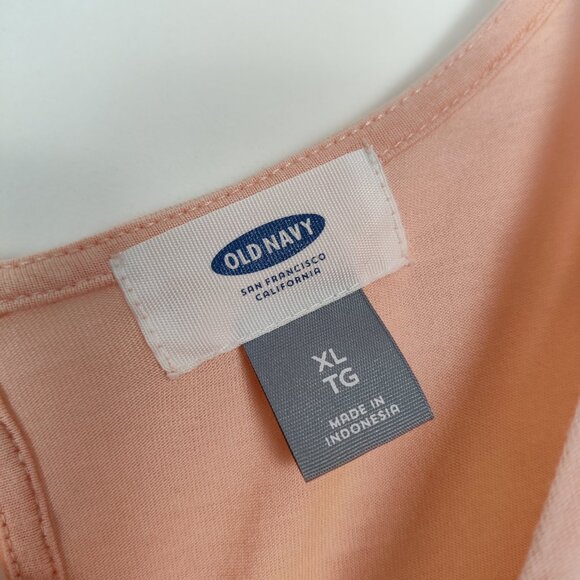 OLD NAVY
SAN FRANCISCO
CALIFORNIA
XL
TG
MADE IN
INDONESIA